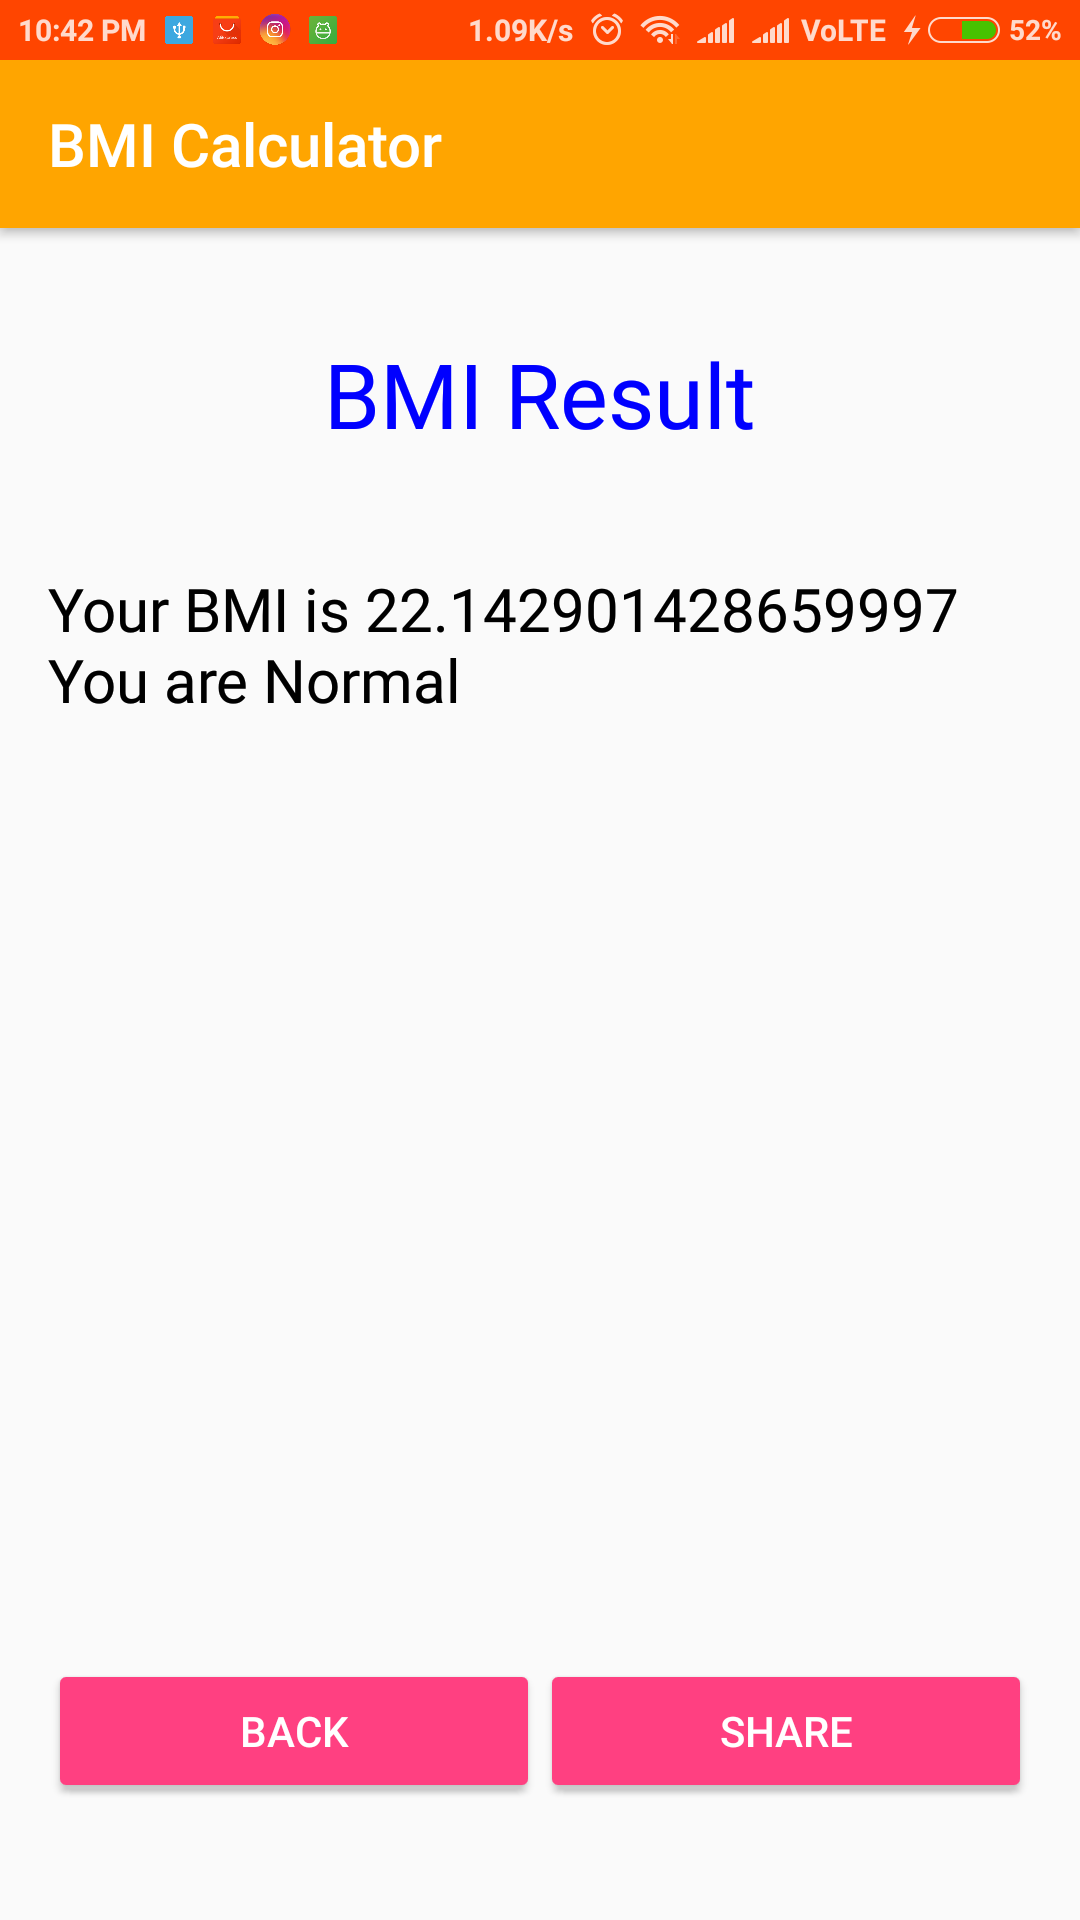 10:42 PM 1.09K/s VoLTE 52%
BMI Calculator
BMI Result
Your BMI is 22.142901428659997
You are Normal
BACK SHARE